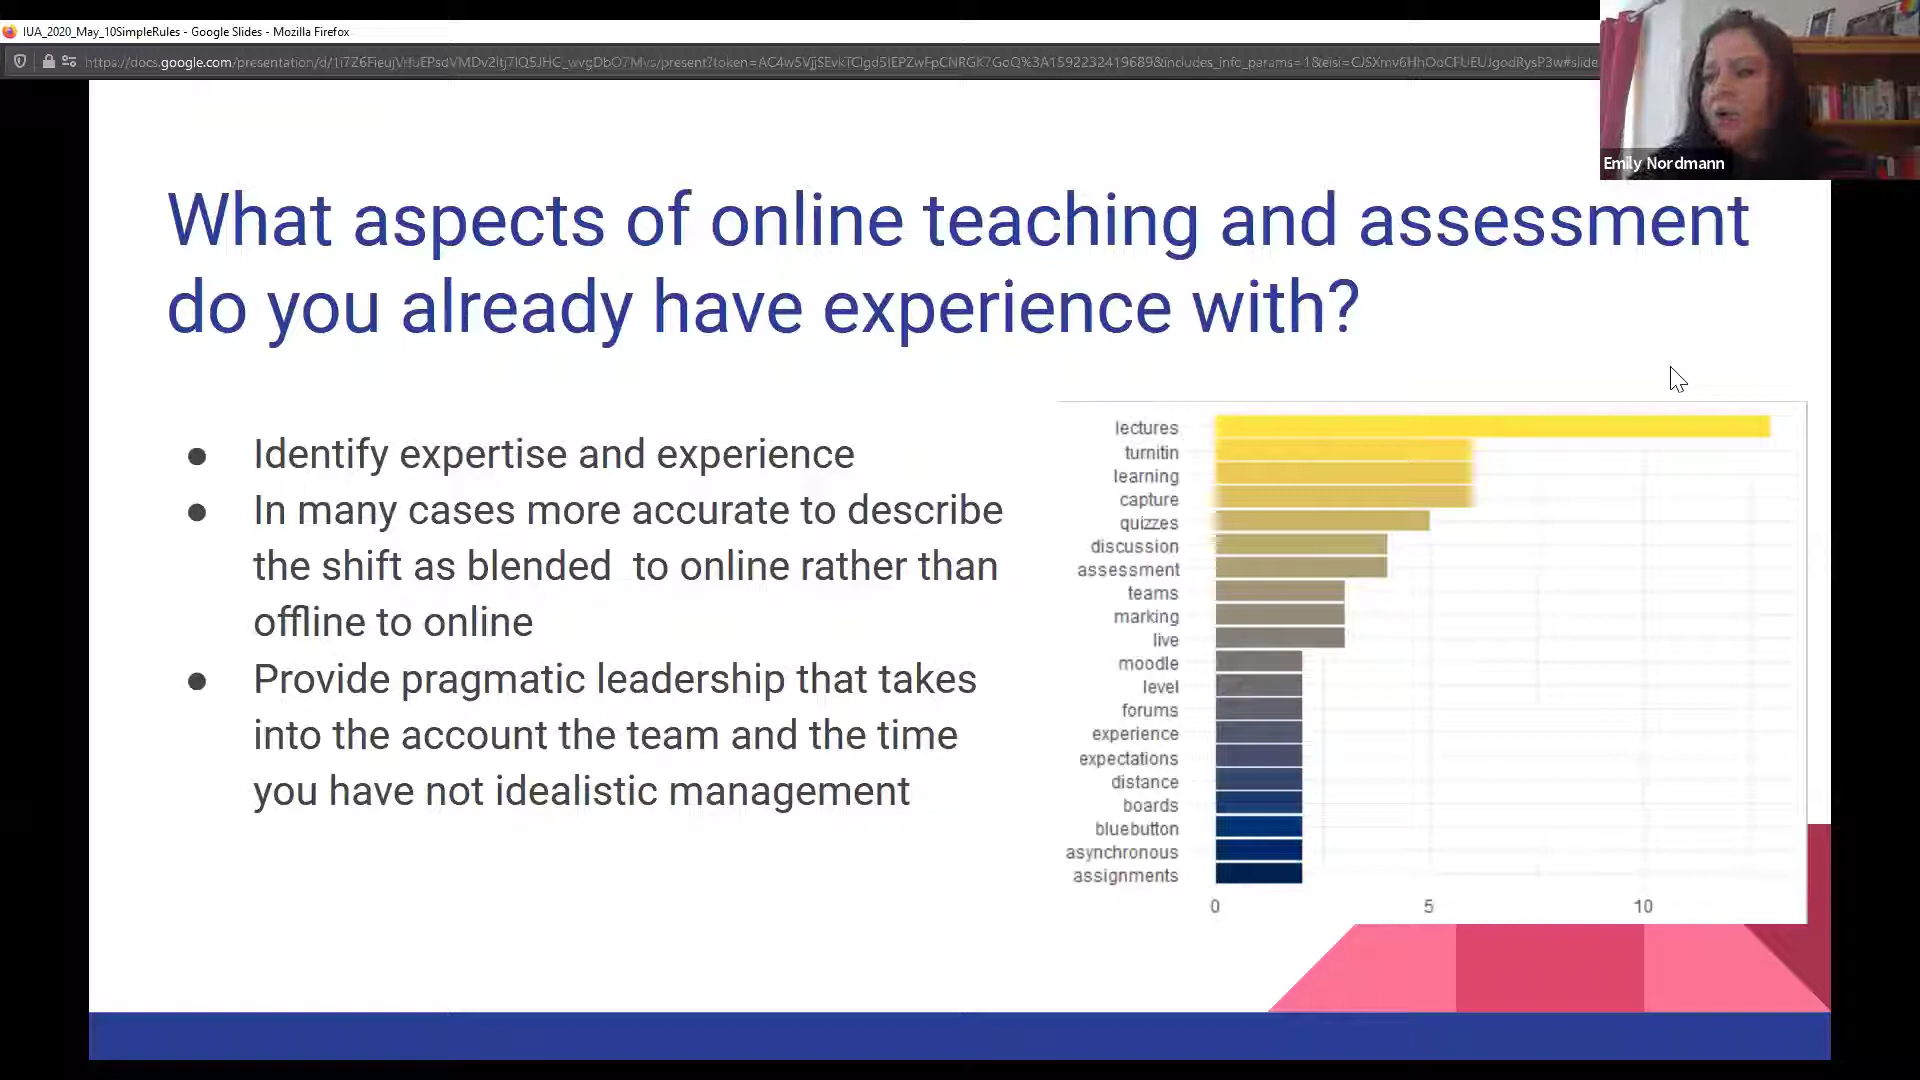 IUA_2020_May_10SimpleRules - Google Slides - Mozilla Firefox
Emily Nordmann
What aspects of online teaching and assessment
do you already have experience with?
● Identify expertise and experience
● In many cases more accurate to describe
the shift as blended to online rather than
offline to online
● Provide pragmatic leadership that takes
into the account the team and the time
you have not idealistic management
lectures
turnitin
learning
capture
quizzes
discussion
assessment
teams
marking
live
moodle
level
forums
experience
expectations
distance
boards
bluebutton
asynchronous
assignments
0 5 10